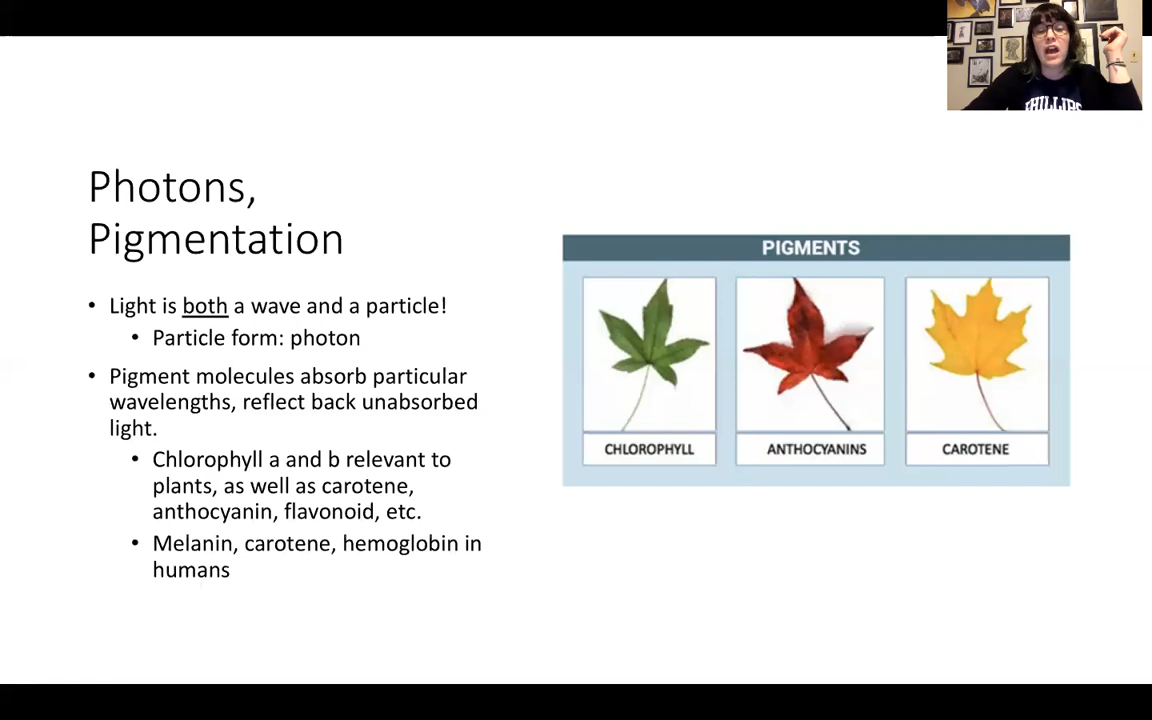 Photons,
Pigmentation
• Light is both a wave and a particle!
• Particle form: photon
• Pigment molecules absorb particular
wavelengths, reflect back unabsorbed
light.
• Chlorophyll a and b relevant to
plants, as well as carotene,
anthocyanin, flavonoid, etc.
• Melanin, carotene, hemoglobin in
humans
PIGMENTS
CHLOROPHYLL
ANTHOCYANINS
CAROTENE